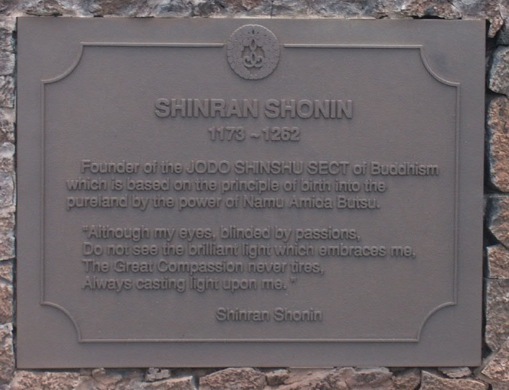 SHINRAN SHONIN
1173 ~ 1262
Founder of the JODO SHINSHU SECT of Buddhism
which is based on the principle of birth into the
pureland by the power of Namu Amida Butsu.
"Although my eyes, blinded by passions,
Do not see the brilliant light which embraces me,
The Great Compassion never tires,
Always casting light upon me."
Shinran Shonin